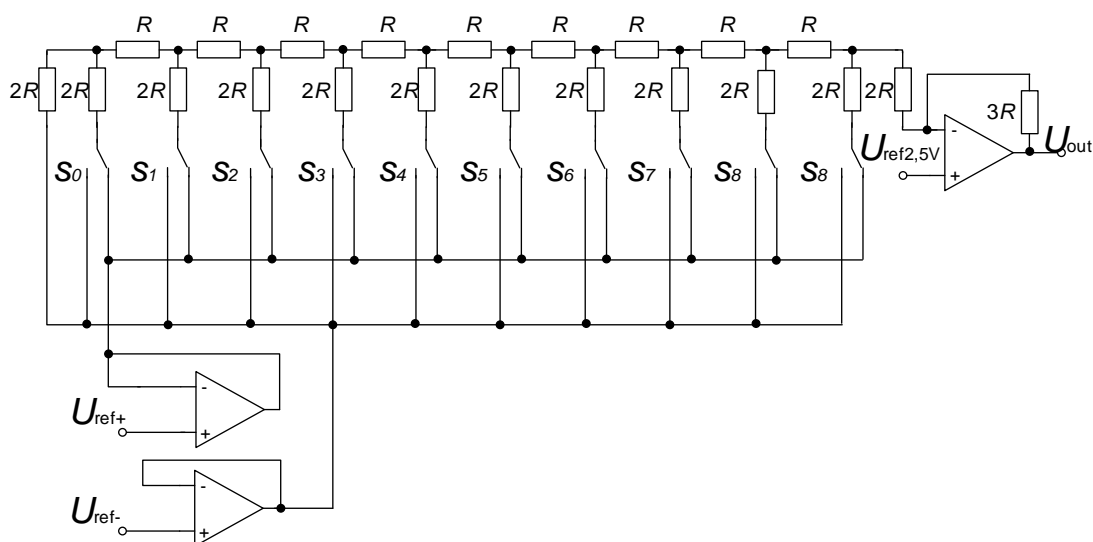 R R R R R R R R R
2R 2R 2R 2R 2R 2R 2R 2R 2R 2R 2R 2R
3R
- +
S0 S1 S2 S3 S4 S5 S6 S7 S8 S8
Uref2,5V
Uout
-
Uref+
+
-
Uref-
+